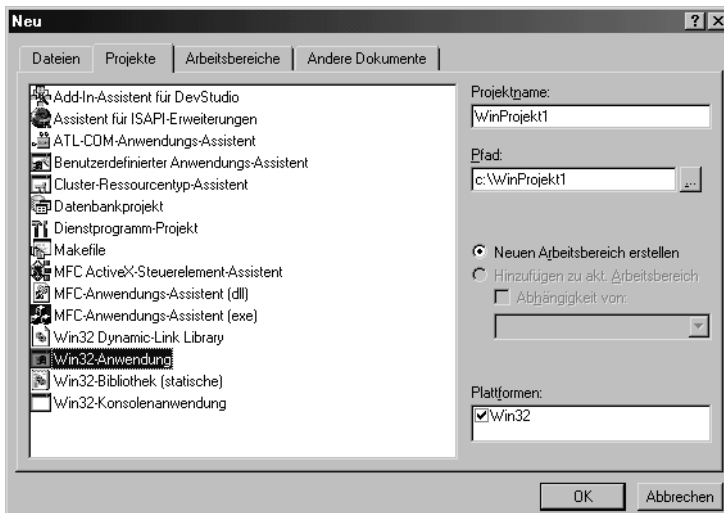 Neu
Dateien Projekte Arbeitsbereiche Andere Dokumente
Add-In-Assistent für DevStudio
Assistent für ISAPI-Erweiterungen
ATL-COM-Anwendungs-Assistent
Benutzerdefinierter Anwendungs-Assistent
Cluster-Ressourcentyp-Assistent
Datenbankprojekt
Dienstprogramm-Projekt
Makefile
MFC ActiveX-Steuerelement-Assistent
MFC-Anwendungs-Assistent (dll)
MFC-Anwendungs-Assistent (exe)
Win32 Dynamic-Link Library
Win32-Anwendung
Win32-Bibliothek (statische)
Win32-Konsolenanwendung
Projektname:
WinProjekt1
Pfad:
c:\WinProjekt1
...
Neuen Arbeitsbereich erstellen
Hinzufügen zu akt. Arbeitsbereich
Abhängigkeit von:
Plattformen:
Win32
OK Abbrechen